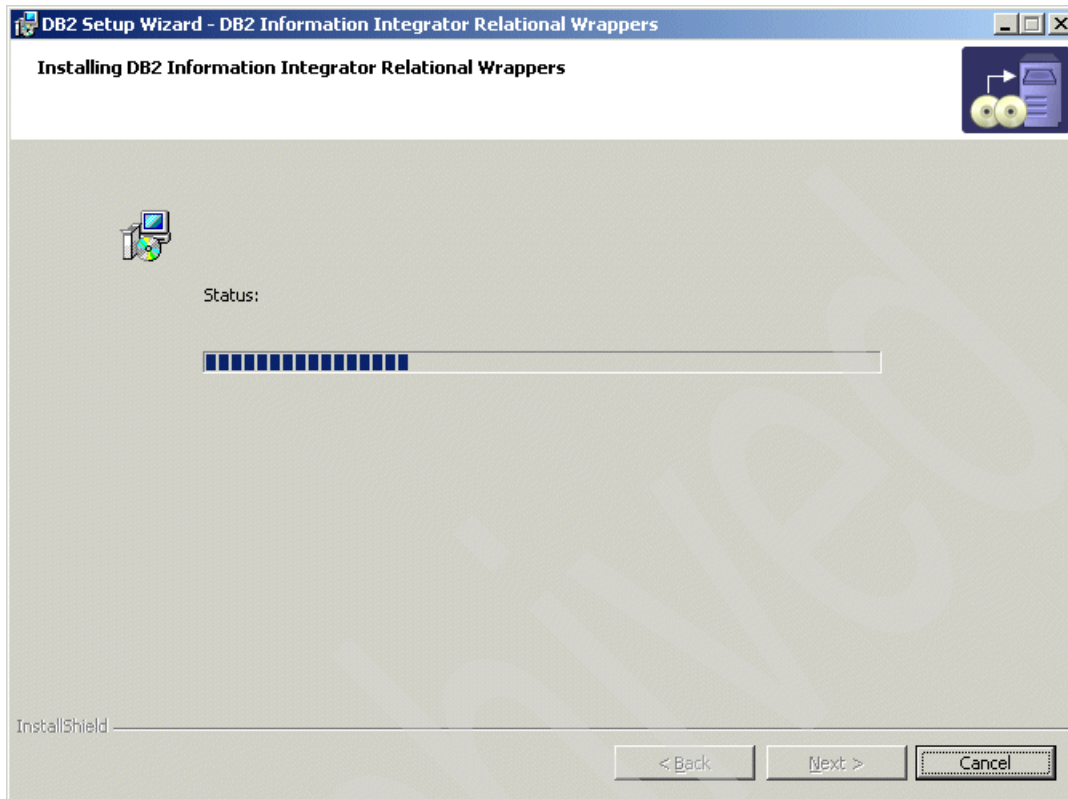 DB2 Setup Wizard - DB2 Information Integrator Relational Wrappers
Installing DB2 Information Integrator Relational Wrappers
Status:
InstallShield
< Back
Next >
Cancel